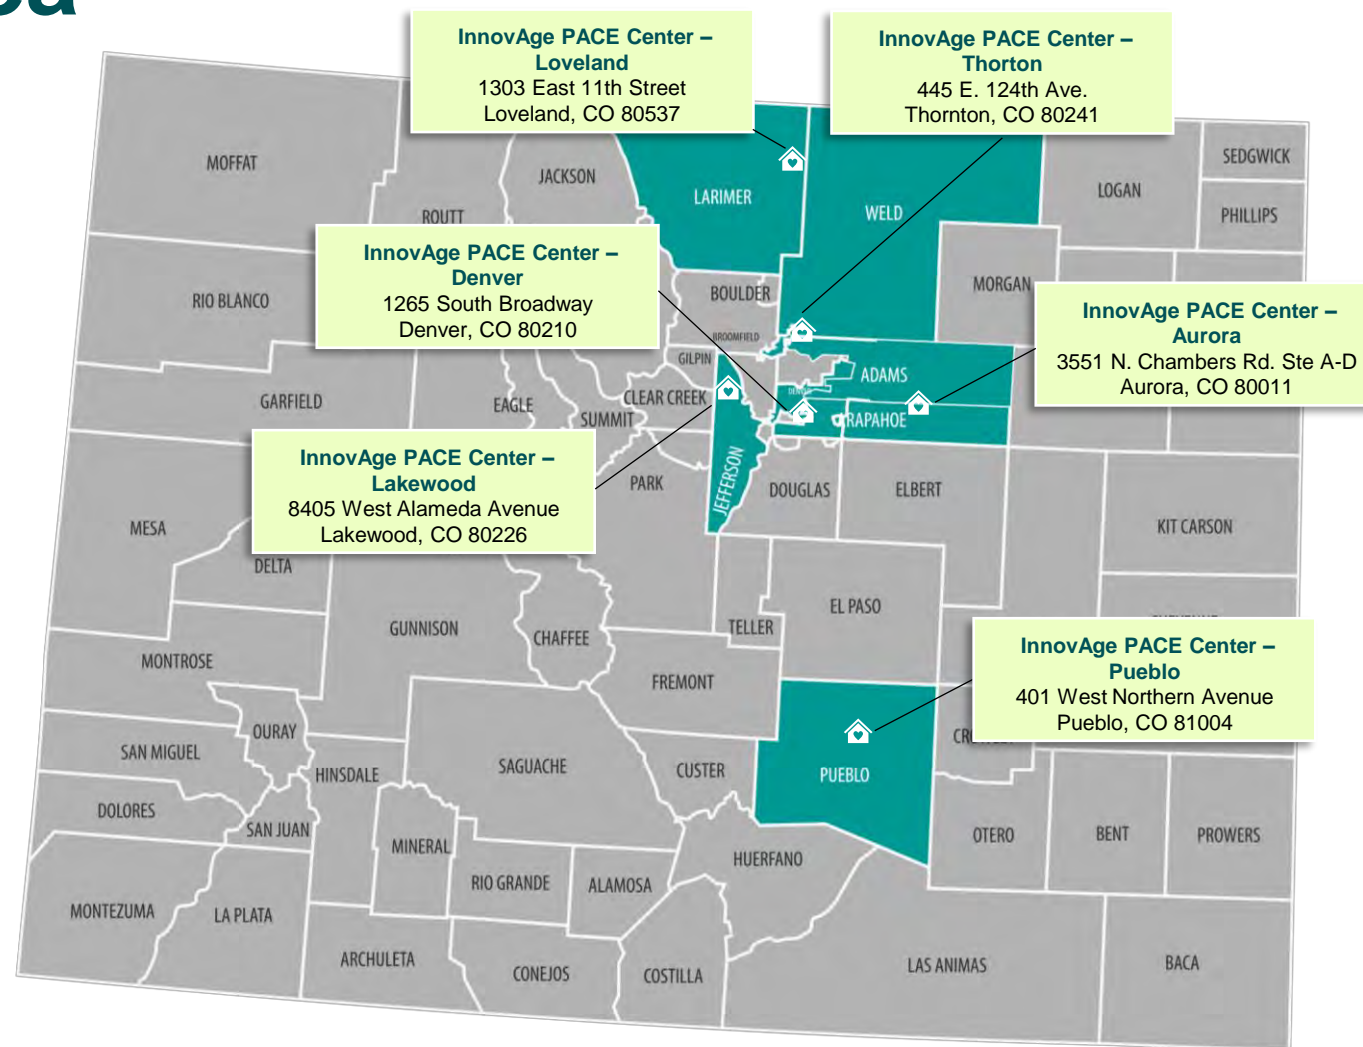 InnovAge PACE Center –
Loveland
1303 East 11th Street
Loveland, CO 80537
InnovAge PACE Center –
Thorton
445 E. 124th Ave.
Thornton, CO 80241
MOFFAT
JACKSON
LARIMER
WELD
LOGAN
SEDGWICK
PHILLIPS
ROUTT
InnovAge PACE Center –
Denver
1265 South Broadway
Denver, CO 80210
RIO BLANCO
BOULDER
MORGAN
BROOMFIELD
GILPIN
InnovAge PACE Center –
Aurora
3551 N. Chambers Rd. Ste A-D
Aurora, CO 80011
ADAMS
GARFIELD
EAGLE
SUMMIT
CLEAR CREEK
RAPAHOE
InnovAge PACE Center –
Lakewood
8405 West Alameda Avenue
Lakewood, CO 80226
PARK
JEFFERSON
DOUGLAS
ELBERT
MESA
KIT CARSON
DELTA
GUNNISON
CHAFFEE
TELLER
EL PASO
MONTROSE
InnovAge PACE Center –
Pueblo
401 West Northern Avenue
Pueblo, CO 81004
FREMONT
OURAY
SAN MIGUEL
HINSDALE
SAGUACHE
CUSTER
PUEBLO
DOLORES
SAN JUAN
MINERAL
OTERO
BENT
PROWERS
HUERFANO
RIO GRANDE
ALAMOSA
MONTEZUMA
LA PLATA
ARCHULETA
CONEJOS
COSTILLA
LAS ANIMAS
BACA